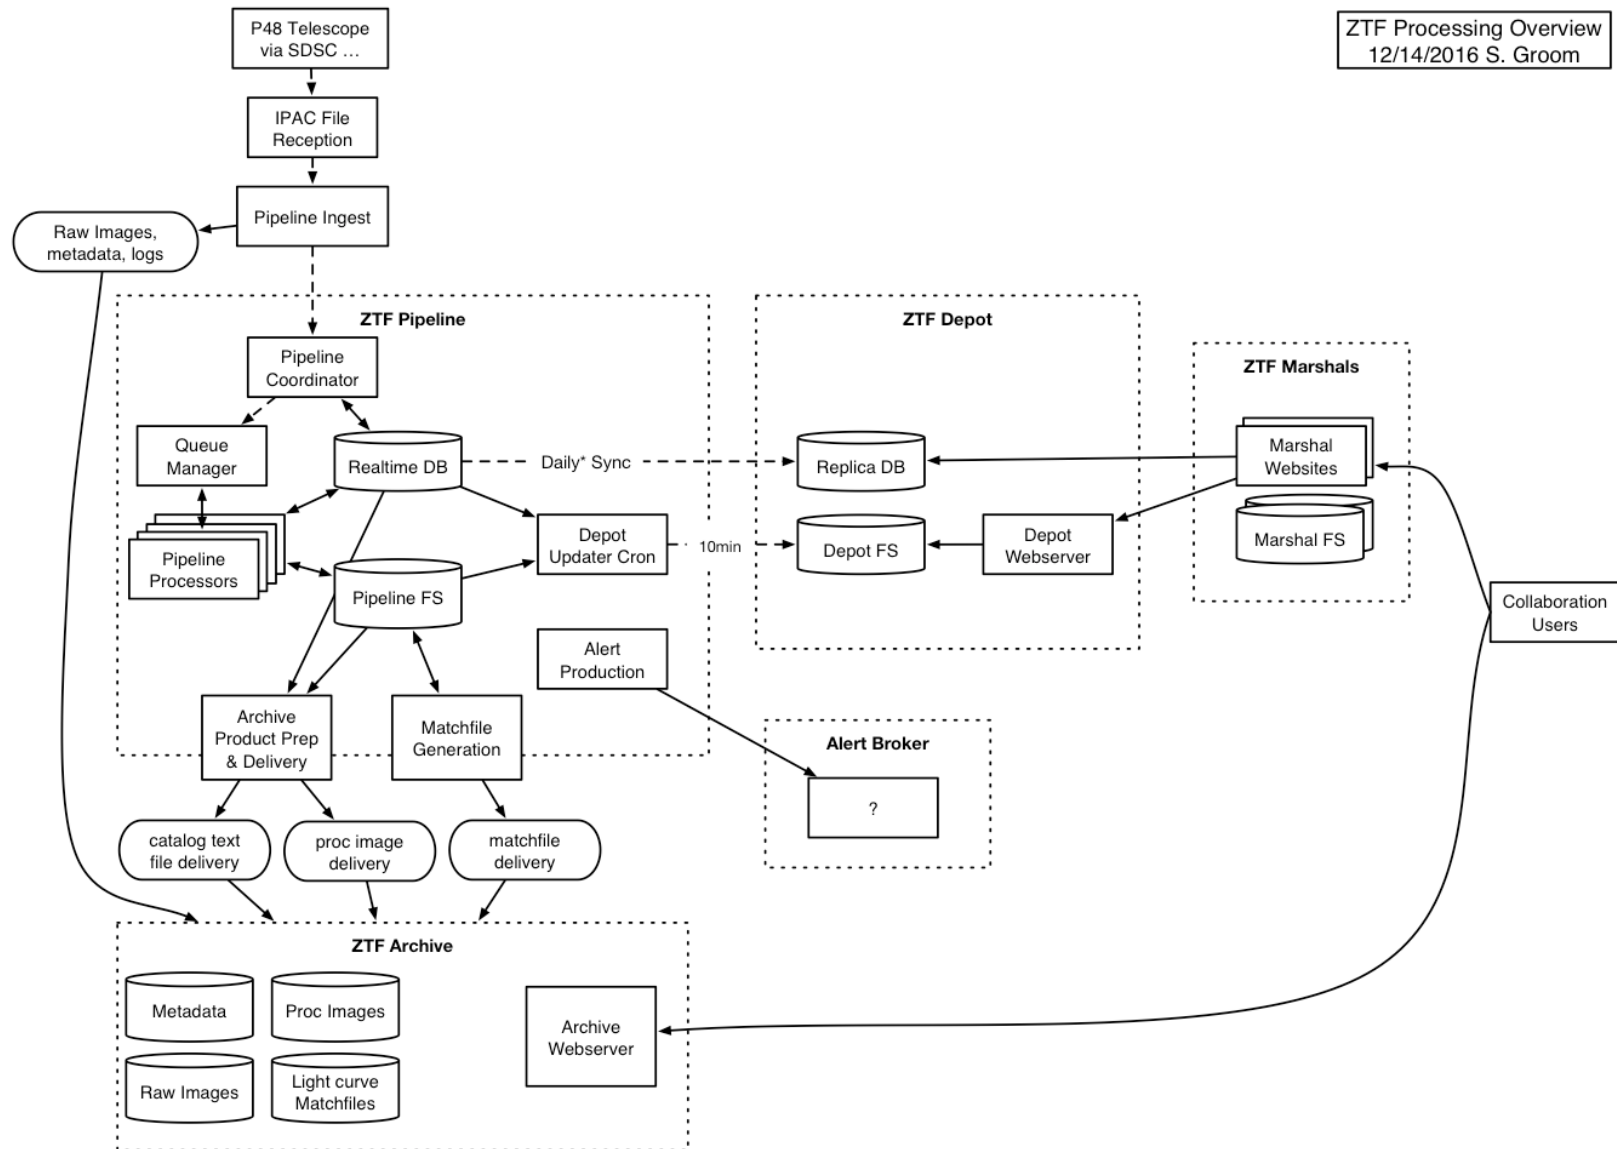 P48 Telescope
via SDSC ...
ZTF Processing Overview
12/14/2016 S. Groom
IPAC File
Reception
Pipeline Ingest
Raw Images,
metadata, logs
ZTF Pipeline
ZTF Depot
ZTF Marshals
Pipeline
Coordinator
Queue
Manager
Realtime DB
Daily* Sync
Replica DB
Marshal
Websites
Pipeline
Processors
Depot
Updater Cron
10min
Depot FS
Depot
Webserver
Marshal FS
Pipeline FS
Collaboration
Users
Alert
Production
Archive
Product Prep
& Delivery
Matchfile
Generation
Alert Broker
?
catalog text
file delivery
proc image
delivery
matchfile
delivery
ZTF Archive
Metadata
Proc Images
Archive
Webserver
Raw Images
Light curve
Matchfiles